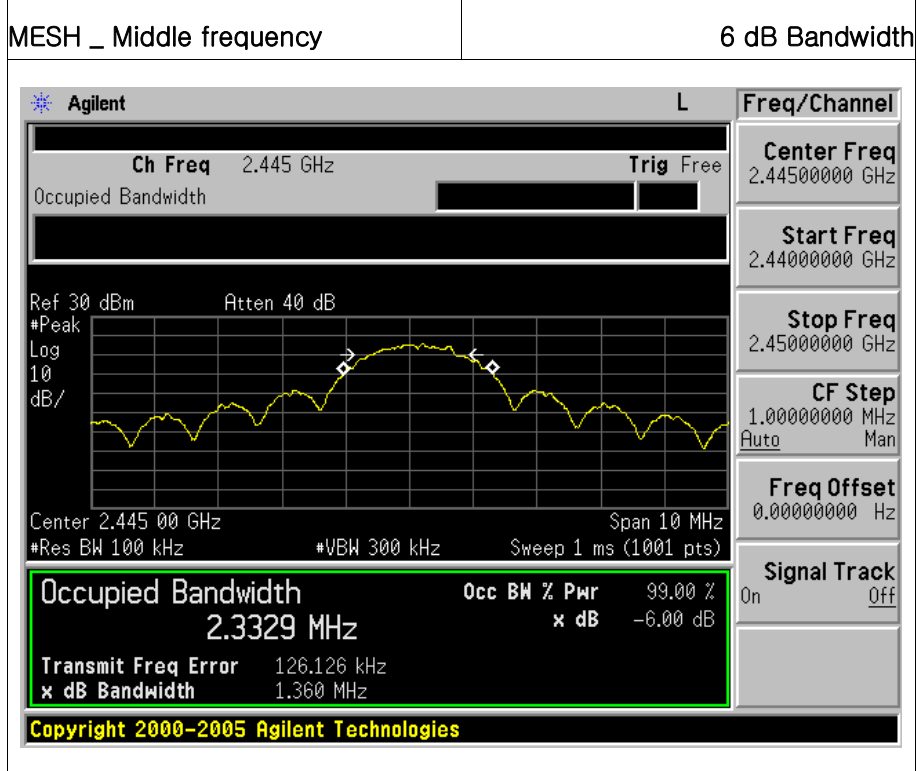 MESH _ Middle frequency 6 dB Bandwidth
Agilent L Freq/Channel
Ch Freq 2.445 GHz Trig Free
Occupied Bandwidth
Center Freq
2.44500000 GHz
Start Freq
2.44000000 GHz
Stop Freq
2.45000000 GHz
CF Step
1.00000000 MHz
Auto Man
Freq Offset
0.00000000 Hz
Signal Track
On Off
Ref 30 dBm Atten 40 dB
#Peak
Log
10
dB/
Center 2.445 00 GHz Span 10 MHz
#Res BW 100 kHz #VBW 300 kHz Sweep 1 ms (1001 pts)
Occupied Bandwidth Occ BW % Pwr 99.00 %
2.3329 MHz x dB -6.00 dB
Transmit Freq Error 126.126 kHz
x dB Bandwidth 1.360 MHz
Copyright 2000-2005 Agilent Technologies